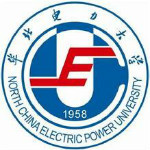 华北电力大学
1958
NORTH CHINA ELECTRIC POWER UNIVERSITY